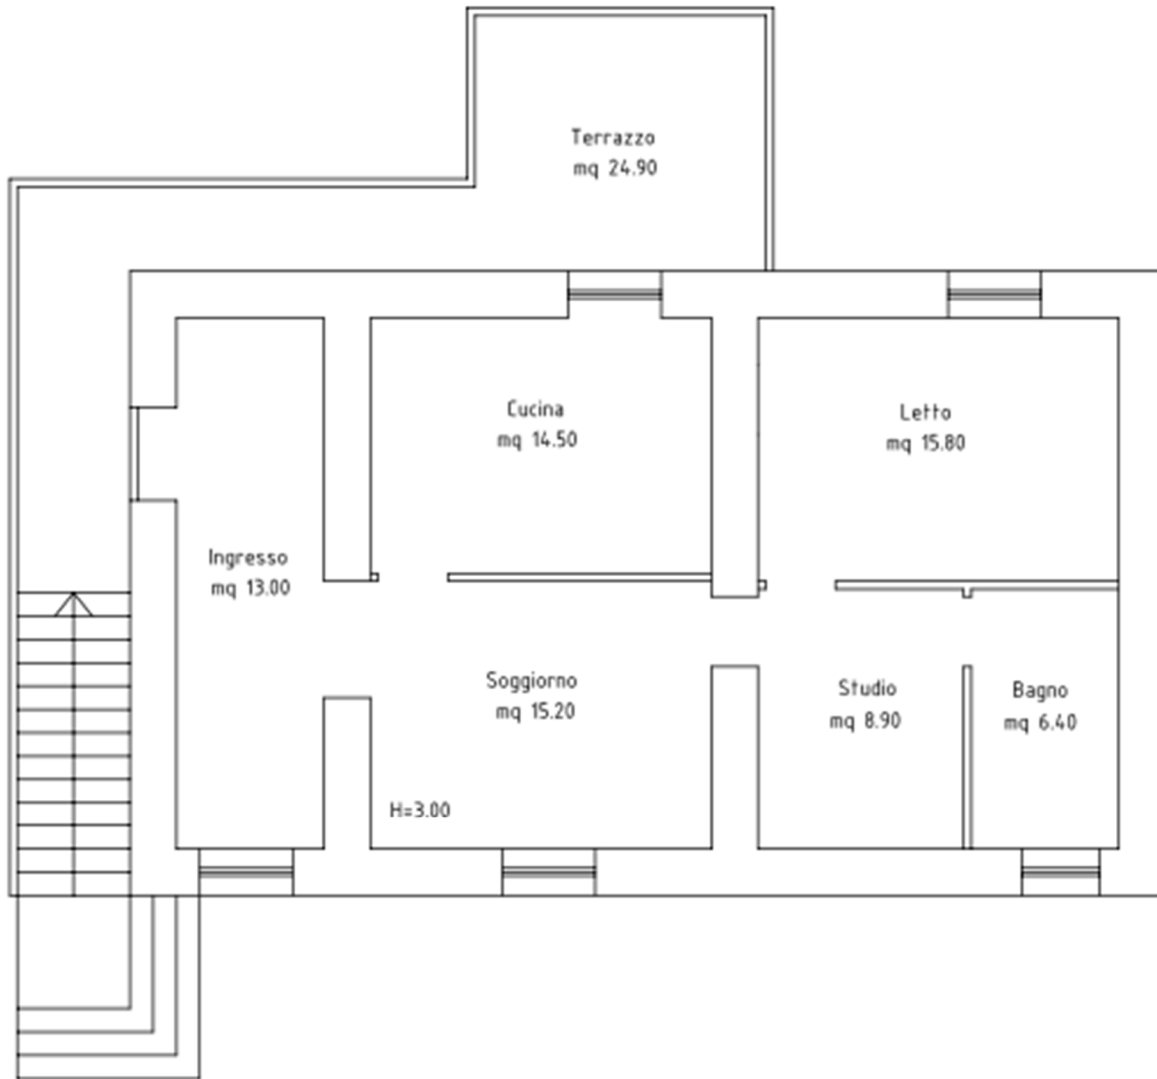 Terrazzo
mq 24.90
Cucina
mq 14.50
Letto
mq 15.80
Ingresso
mq 13.00
Soggiorno
mq 15.20
Studio
mq 8.90
Bagno
mq 6.40
H=3.00